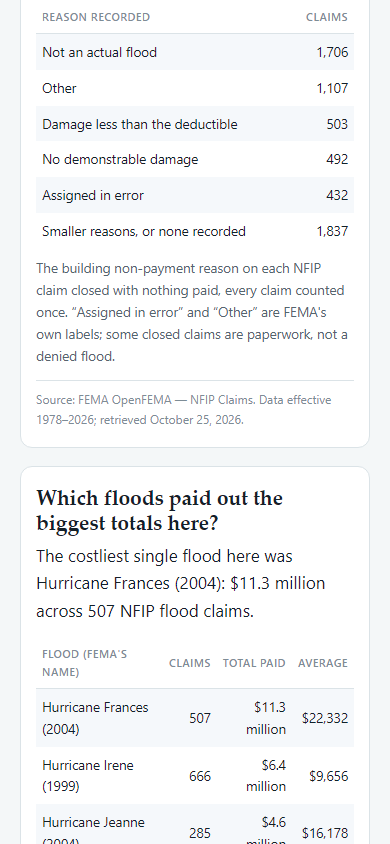 REASON RECORDED CLAIMS
Not an actual flood 1,706
Other 1,107
Damage less than the deductible 503
No demonstrable damage 492
Assigned in error 432
Smaller reasons, or none recorded 1,837
The building non-payment reason on each NFIP
claim closed with nothing paid, every claim counted
once. “Assigned in error” and “Other” are FEMA’s
own labels; some closed claims are paperwork, not a
denied flood.
Source: FEMA OpenFEMA — NFIP Claims. Data effective
1978–2026; retrieved October 25, 2026.
Which floods paid out the
biggest totals here?
The costliest single flood here was
Hurricane Frances (2004): $11.3 million
across 507 NFIP flood claims.
FLOOD (FEMA'S
NAME) CLAIMS TOTAL PAID AVERAGE
Hurricane Frances
(2004) 507 $11.3
million $22,332
Hurricane Irene
(1999) 666 $6.4
million $9,656
Hurricane Jeanne
(2004) 285 $4.6
million $16,178